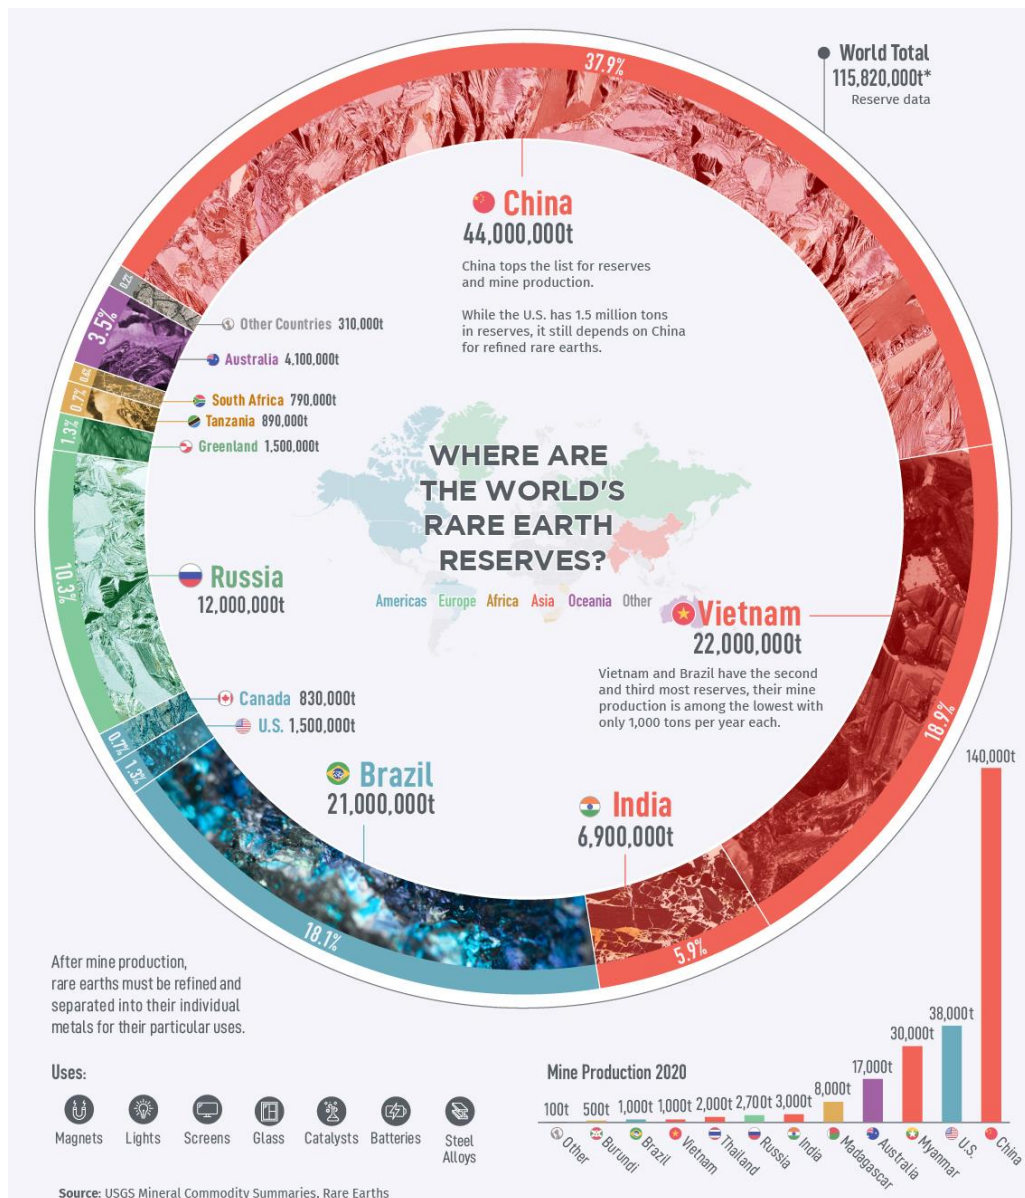 37.9%
World Total
115,820,000t*
Reserve data
China
44,000,000t
China tops the list for reserves
and mine production.
While the U.S. has 1.5 million tons
in reserves, it still depends on China
for refined rare earths.
0.2%
Other Countries 310,000t
3.5%
Australia 4,100,000t
0.6%
South Africa 790,000t
0.7%
Tanzania 890,000t
1.3%
Greenland 1,500,000t
WHERE ARE
THE WORLD'S
RARE EARTH
RESERVES?
Americas Europe Africa Asia Oceania Other
10.3%
Russia
12,000,000t
Vietnam
22,000,000t
Vietnam and Brazil have the second
and third most reserves, their mine
production is among the lowest with
only 1,000 tons per year each.
18.9%
Canada 830,000t
0.7%
U.S. 1,500,000t
1.3%
Brazil
21,000,000t
18.1%
India
6,900,000t
5.9%
After mine production,
rare earths must be refined and
separated into their individual
metals for their particular uses.
Uses:
Magnets Lights Screens Glass Catalysts Batteries Steel
Alloys
Mine Production 2020
100t 500t 1,000t 1,000t 2,000t 2,700t 3,000t 8,000t 17,000t 30,000t 38,000t 140,000t
Other Burundi Brazil Vietnam Thailand Russia India Madagascar Australia Myanmar U.S. China
Source: USGS Mineral Commodity Summaries, Rare Earths